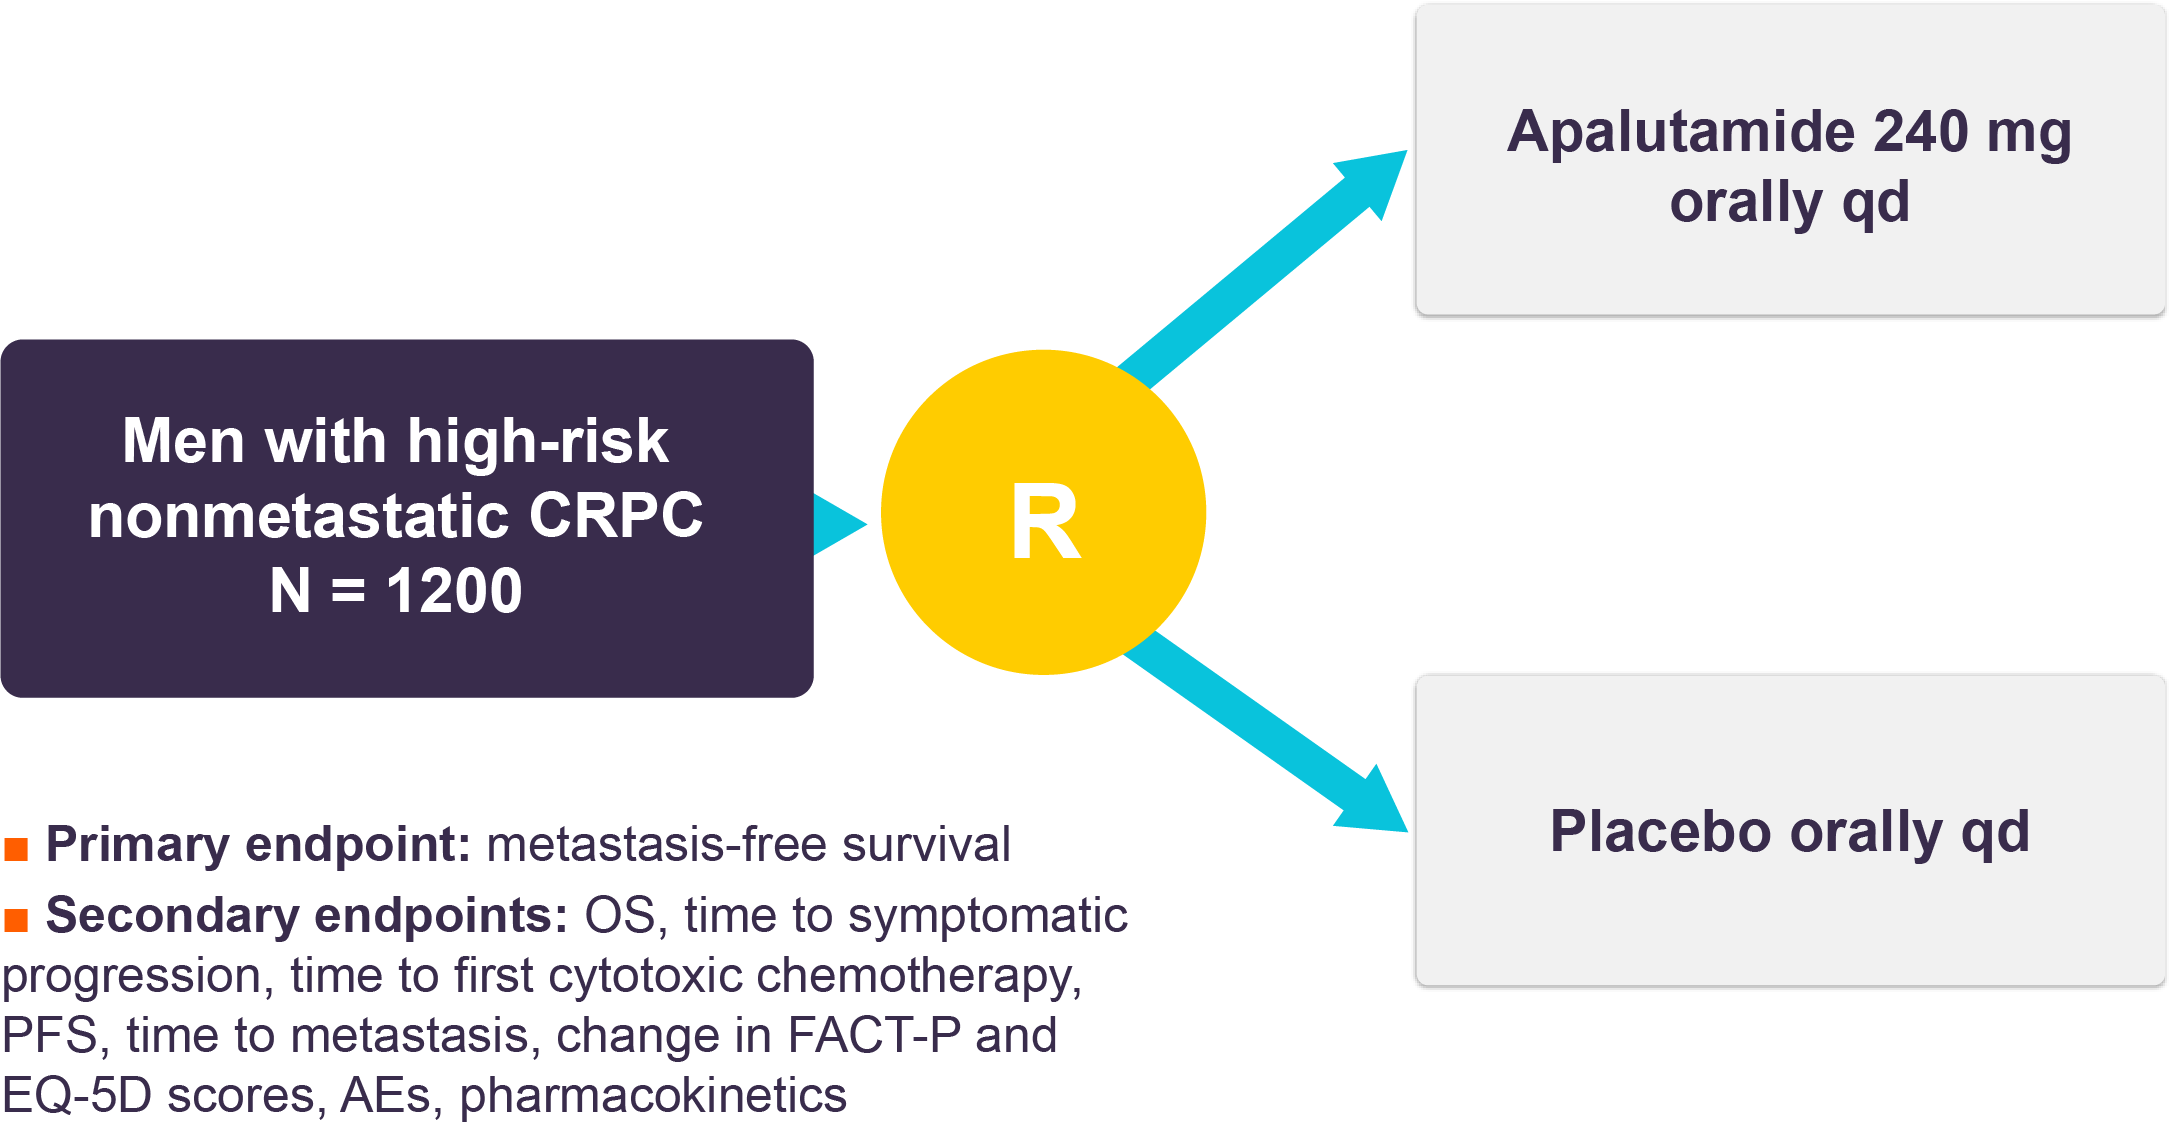 Men with high-risk
nonmetastatic CRPC
N = 1200
R
Apalutamide 240 mg
orally qd
Placebo orally qd
■ Primary endpoint: metastasis-free survival
■ Secondary endpoints: OS, time to symptomatic
progression, time to first cytotoxic chemotherapy,
PFS, time to metastasis, change in FACT-P and
EQ-5D scores, AEs, pharmacokinetics